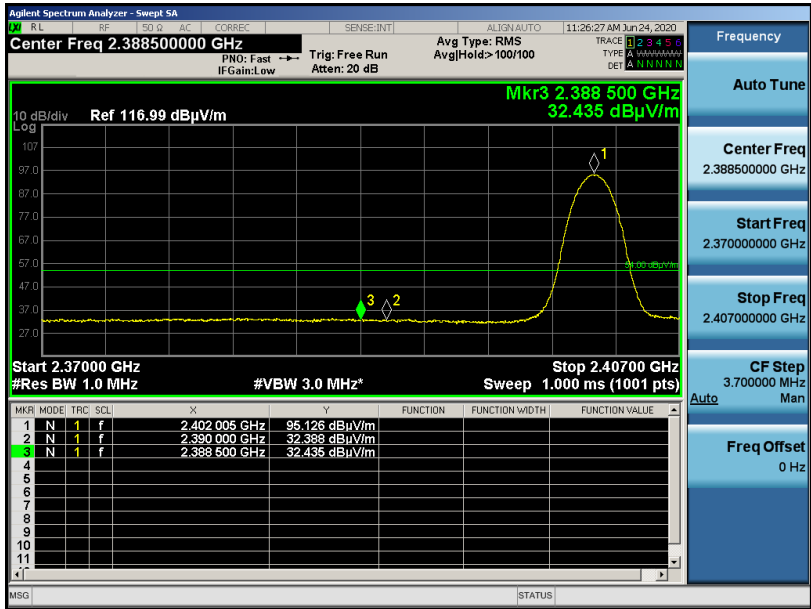 Agilent Spectrum Analyzer - Swept SA
LXI RL RF 50 Ω AC CORREC SENSE:INT ALIGN AUTO 11:26:27 AM Jun 24, 2020
Center Freq 2.388500000 GHz
PNO: Fast
IFGain:Low
Trig: Free Run
Atten: 20 dB
Avg Type: RMS
Avg|Hold:>100/100
TRACE 1 2 3 4 5 6
TYPE A WWWWW
DET A N N N N N
Frequency
Mkr3 2.388 500 GHz
32.435 dBµV/m
10 dB/div Ref 116.99 dBµV/m
Log
107
97.0
87.0
77.0
67.0
57.0
47.0
37.0
27.0
1
54.00 dBµV/m
3
2
Start 2.37000 GHz
Stop 2.40700 GHz
#Res BW 1.0 MHz
#VBW 3.0 MHz*
Sweep 1.000 ms (1001 pts)
MKR MODE TRC SCL X Y FUNCTION FUNCTION WIDTH FUNCTION VALUE
1 N 1 f 2.402 005 GHz 95.126 dBµV/m
2 N 1 f 2.390 000 GHz 32.388 dBµV/m
3 N 1 f 2.388 500 GHz 32.435 dBµV/m
4
5
6
7
8
9
10
11
Auto Tune
Center Freq
2.388500000 GHz
Start Freq
2.370000000 GHz
Stop Freq
2.407000000 GHz
CF Step
3.700000 MHz
Auto Man
Freq Offset
0 Hz
MSG
STATUS